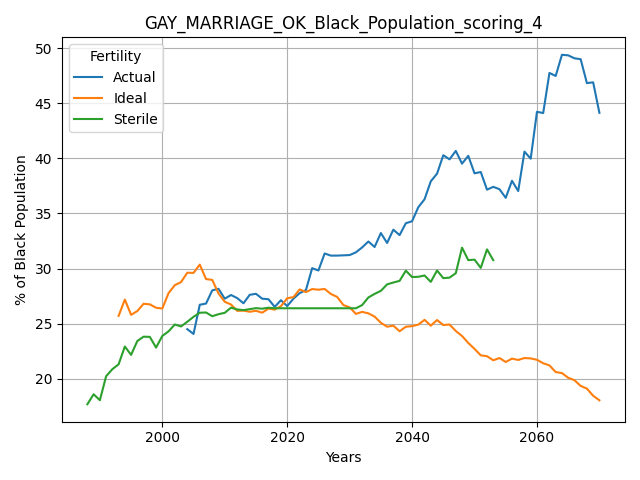 GAY_MARRIAGE_OK_Black_Population_scoring_4
Fertility
Actual
Ideal
Sterile
% of Black Population
50
45
40
35
30
25
20
2000
2020
2040
2060
Years